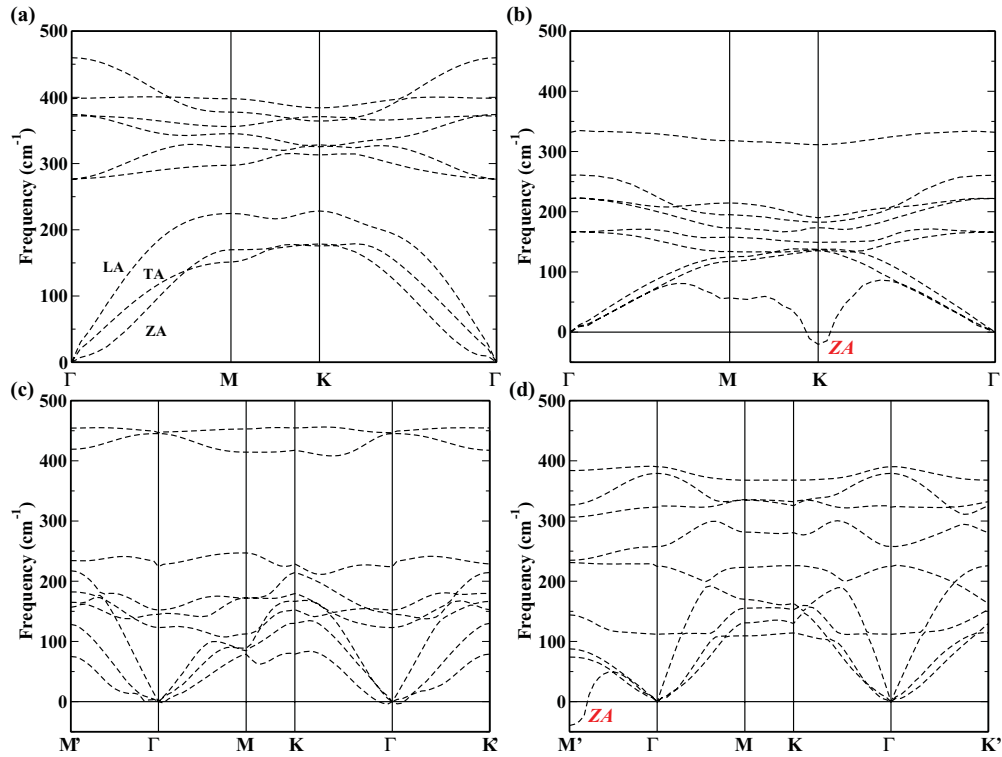 (a)
Frequency (cm-1)
500
400
300
200
100
0
LA
TA
ZA
Γ
M
K
Γ
(b)
Frequency (cm-1)
500
400
300
200
100
0
ZA
Γ
M
K
Γ
(c)
Frequency (cm-1)
500
400
300
200
100
0
M'
Γ
M
K
Γ
K'
(d)
Frequency (cm-1)
500
400
300
200
100
0
ZA
M'
Γ
M
K
Γ
K'